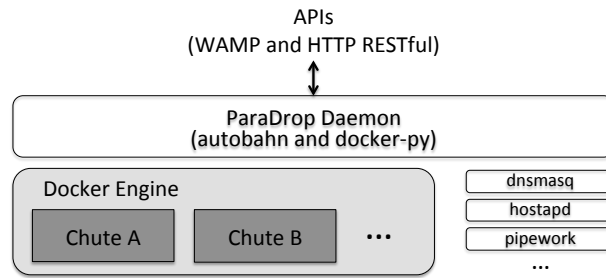 APIs
(WAMP and HTTP RESTful)
ParaDrop Daemon
(autobahn and docker-py)
Docker Engine
Chute A
Chute B
...
dnsmasq
hostapd
pipework
...